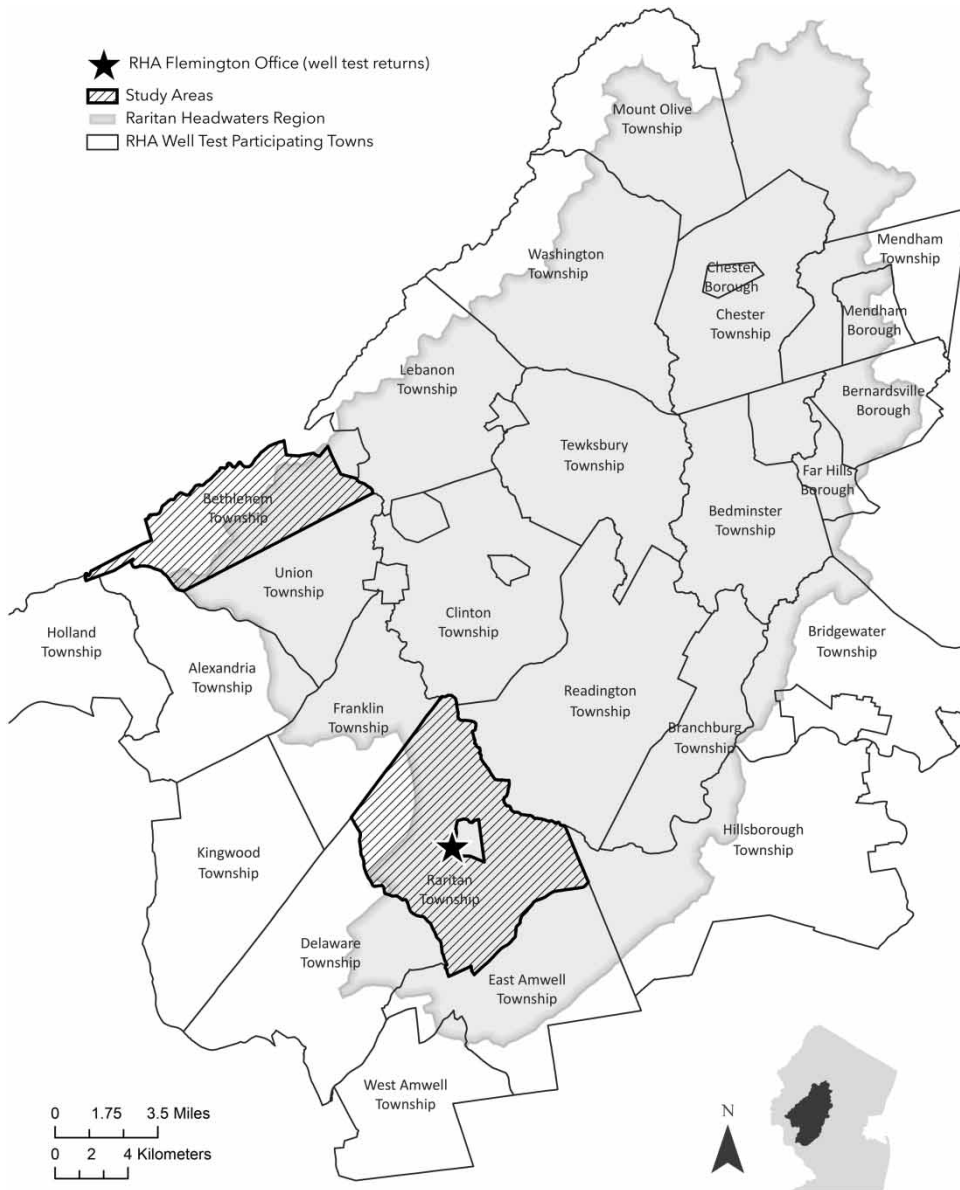 RHA Flemington Office (well test returns)
Study Areas
Raritan Headwaters Region
RHA Well Test Participating Towns
Mount Olive
Township
Mendham
Township
Washington
Township
Chester
Borough
Chester
Township
Mendham
Borough
Lebanon
Township
Bernardsville
Borough
Tewksbury
Township
Far Hills
Borough
Bethlehem
Township
Bedminster
Township
Union
Township
Clinton
Township
Holland
Township
Bridgewater
Township
Alexandria
Township
Readington
Township
Franklin
Township
Branchburg
Township
Hillsborough
Township
Kingwood
Township
Raritan
Township
Delaware
Township
East Amwell
Township
West Amwell
Township
0 1.75 3.5 Miles
0 2 4 Kilometers
N